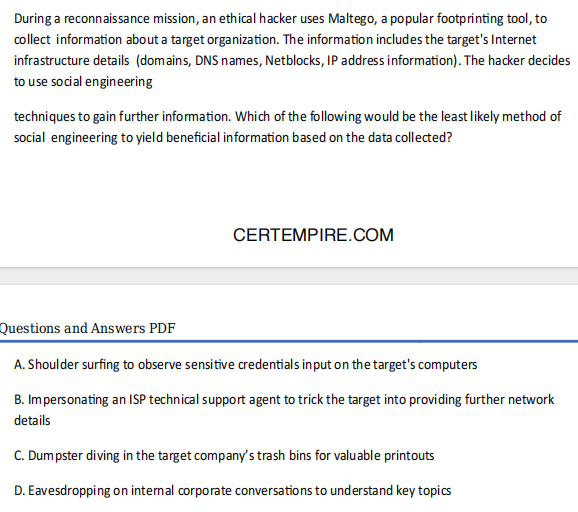 During a reconnaissance mission, an ethical hacker uses Maltego, a popular footprinting tool, to
collect information about a target organization. The information includes the target's Internet
infrastructure details (domains, DNS names, Netblocks, IP address information). The hacker decides
to use social engineering
techniques to gain further information. Which of the following would be the least likely method of
social engineering to yield beneficial information based on the data collected?
CERTEMPIRE.COM
Questions and Answers PDF
A. Shoulder surfing to observe sensitive credentials input on the target's computers
B. Impersonating an ISP technical support agent to trick the target into providing further network
details
C. Dumpster diving in the target company's trash bins for valuable printouts
D. Eavesdropping on internal corporate conversations to understand key topics